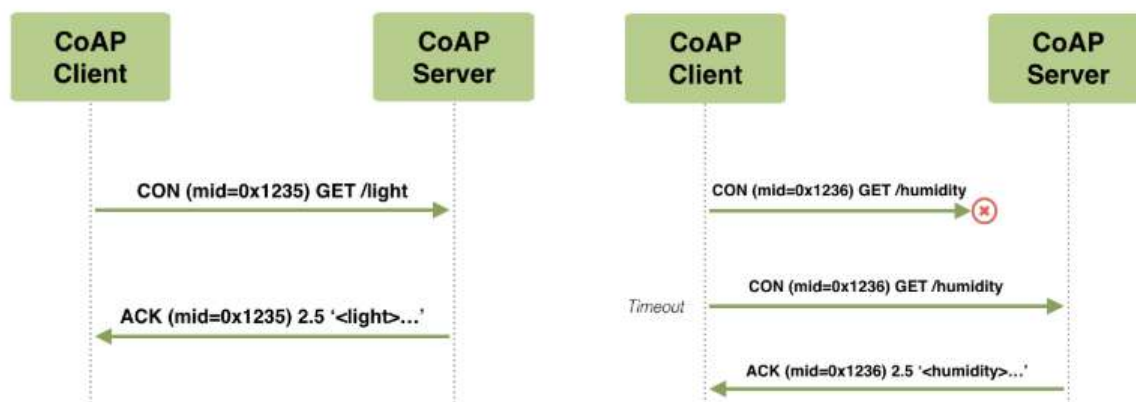 CoAP
Client
CoAP
Server
CON (mid=0x1235) GET /light
ACK (mid=0x1235) 2.5 ‘<light>…’
CoAP
Client
CoAP
Server
CON (mid=0x1236) GET /humidity
Timeout
CON (mid=0x1236) GET /humidity
ACK (mid=0x1236) 2.5 ‘<humidity>…’